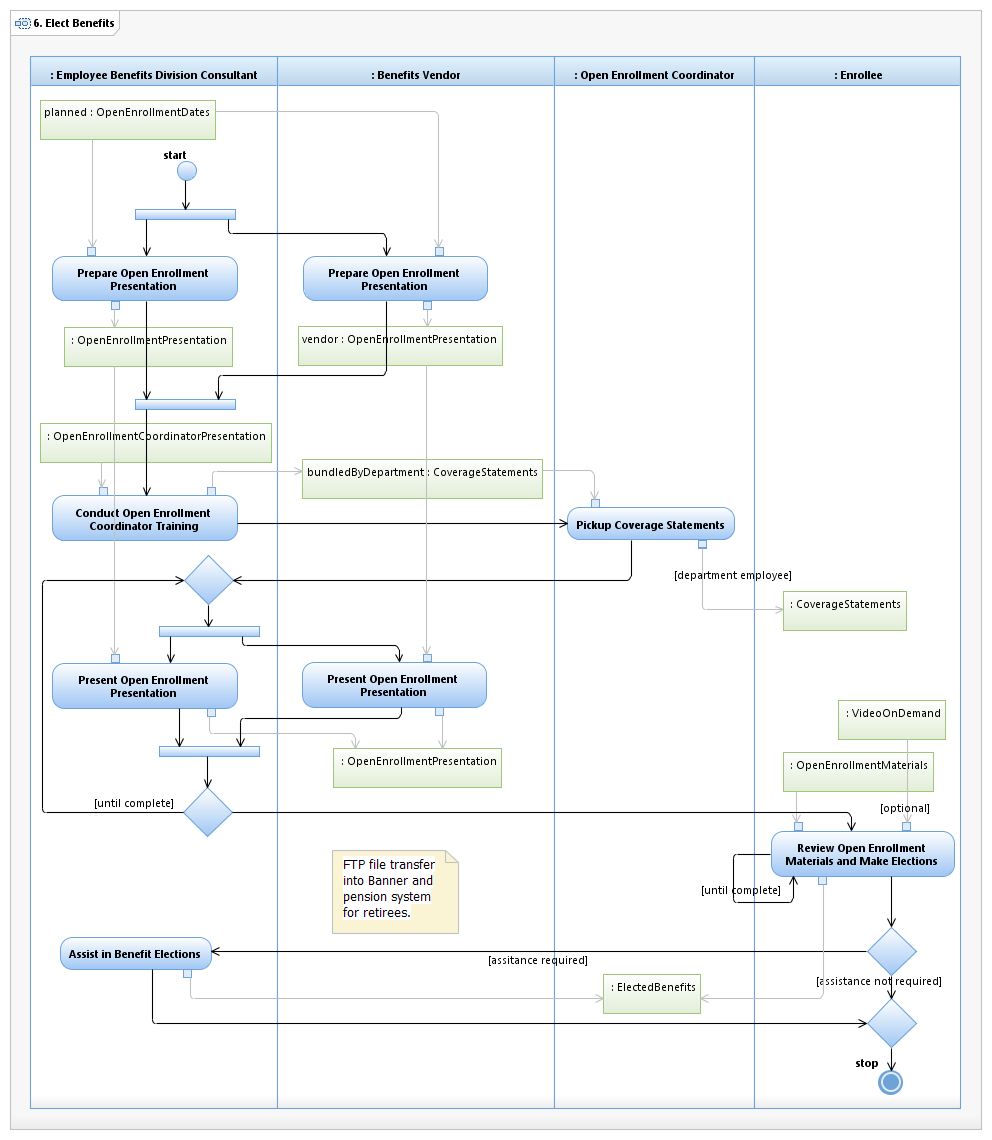 6. Elect Benefits
: Employee Benefits Division Consultant
: Benefits Vendor
: Open Enrollment Coordinator
: Enrollee
planned : OpenEnrollmentDates
start
Prepare Open Enrollment
Presentation
Prepare Open Enrollment
Presentation
: OpenEnrollmentPresentation
vendor : OpenEnrollmentPresentation
: OpenEnrollmentCoordinatorPresentation
bundledByDepartment : CoverageStatements
Conduct Open Enrollment
Coordinator Training
Pickup Coverage Statements
[department employee]
: CoverageStatements
Present Open Enrollment
Presentation
Present Open Enrollment
Presentation
: VideoOnDemand
: OpenEnrollmentPresentation
: OpenEnrollmentMaterials
[until complete]
[optional]
Review Open Enrollment
Materials and Make Elections
FTP file transfer
into Banner and
pension system
for retirees.
[until complete]
Assist in Benefit Elections
[assitance required]
[assistance not required]
: ElectedBenefits
stop